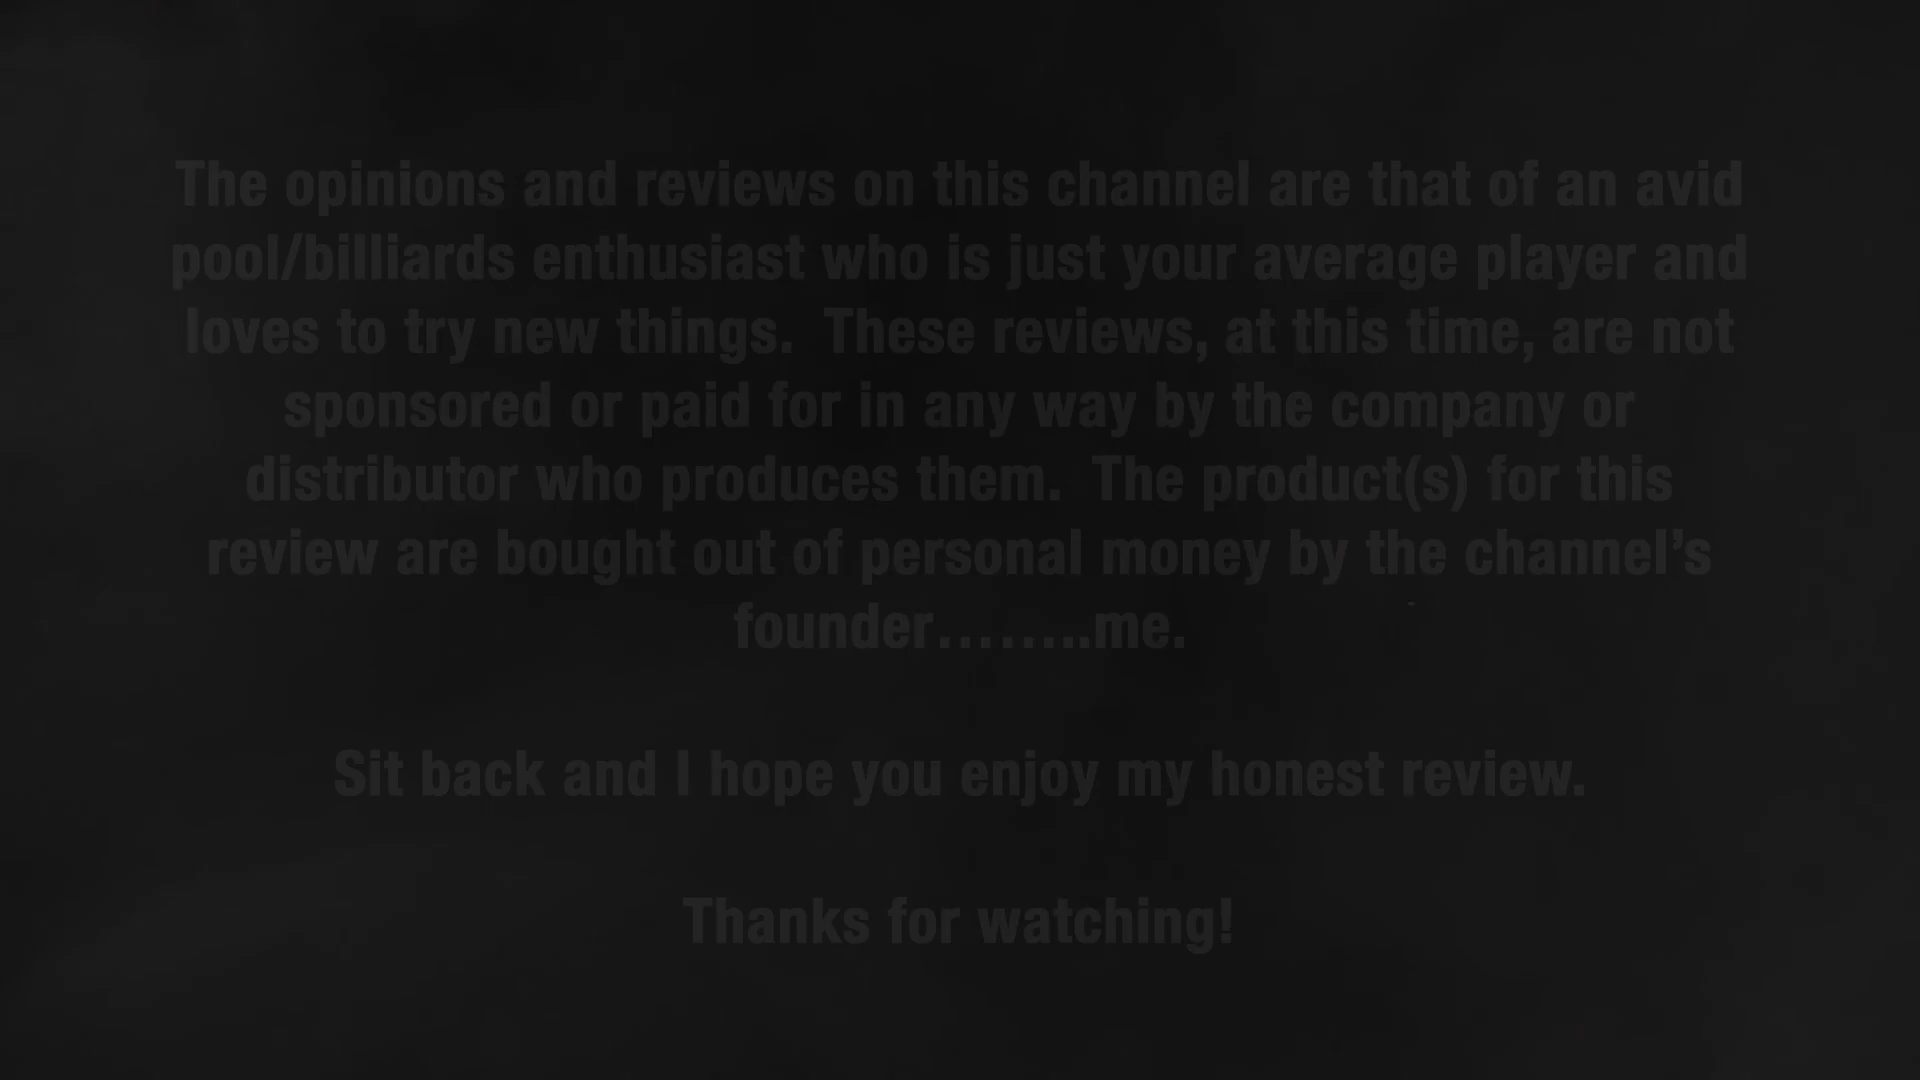 The opinions and reviews on this channel are that of an avid
pool/billiards enthusiast who is just your average player and
loves to try new things.  These reviews, at this time, are not
sponsored or paid for in any way by the company or
distributor who produces them.  The product(s) for this
review are bought out of personal money by the channel’s
founder……..me.
Sit back and I hope you enjoy my honest review.
Thanks for watching!